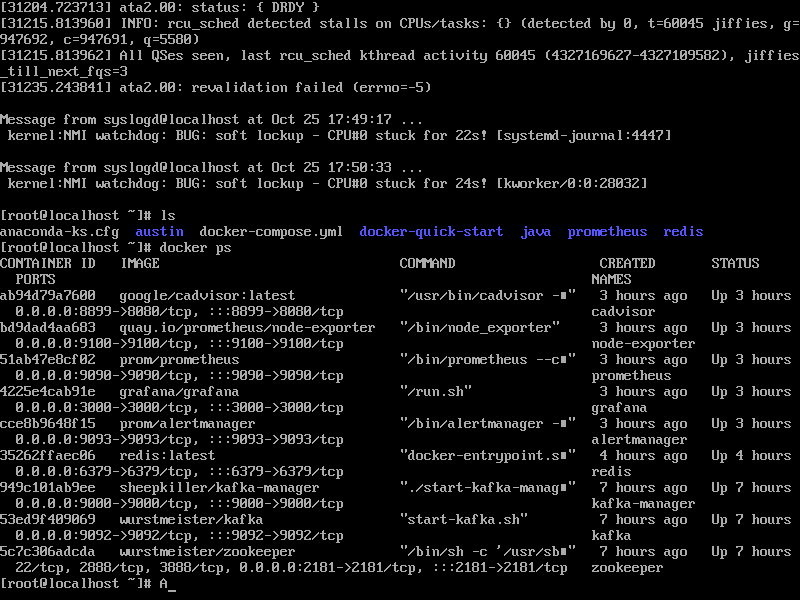 [31204.723713] ata2.00: status: { DRDY }
[31215.813960] INFO: rcu_sched detected stalls on CPUs/tasks: {} (detected by 0, t=60045 jiffies, g=
947692, c=947691, q=5580)
[31215.813962] All QSes seen, last rcu_sched kthread activity 60045 (4327169627-4327109582), jiffies
_till_next_fqs=3
[31235.243841] ata2.00: revalidation failed (errno=-5)
Message from syslogd@localhost at Oct 25 17:49:17 ...
kernel:NMI watchdog: BUG: soft lockup - CPU#0 stuck for 22s! [systemd-journal:4447]
Message from syslogd@localhost at Oct 25 17:50:33 ...
kernel:NMI watchdog: BUG: soft lockup - CPU#0 stuck for 24s! [kworker/0:0:28032]
[root@localhost ~]# ls
anaconda-ks.cfg  austin  docker-compose.yml  docker-quick-start  java  prometheus  redis
[root@localhost ~]# docker ps
CONTAINER ID   IMAGE                              COMMAND                  CREATED       STATUS
PORTS                                                                     NAMES
ab94d79a7600   google/cadvisor:latest             "/usr/bin/cadvisor -∎"   3 hours ago   Up 3 hours
0.0.0.0:8899->8080/tcp, :::8899->8080/tcp                               cadvisor
bd9dad4aa683   quay.io/prometheus/node-exporter   "/bin/node_exporter"     3 hours ago   Up 3 hours
0.0.0.0:9100->9100/tcp, :::9100->9100/tcp                               node-exporter
51ab47e8cf02   prom/prometheus                    "/bin/prometheus --c∎"   3 hours ago   Up 3 hours
0.0.0.0:9090->9090/tcp, :::9090->9090/tcp                               prometheus
4225e4cab91e   grafana/grafana                    "/run.sh"                3 hours ago   Up 3 hours
0.0.0.0:3000->3000/tcp, :::3000->3000/tcp                               grafana
cce8b9648f15   prom/alertmanager                  "/bin/alertmanager -∎"   3 hours ago   Up 3 hours
0.0.0.0:9093->9093/tcp, :::9093->9093/tcp                               alertmanager
35262ffaec06   redis:latest                       "docker-entrypoint.s∎"   4 hours ago   Up 4 hours
0.0.0.0:6379->6379/tcp, :::6379->6379/tcp                               redis
949c101ab9ee   sheepkiller/kafka-manager          "./start-kafka-manag∎"   7 hours ago   Up 7 hours
0.0.0.0:9000->9000/tcp, :::9000->9000/tcp                               kafka-manager
53ed9f409069   wurstmeister/kafka                 "start-kafka.sh"         7 hours ago   Up 7 hours
0.0.0.0:9092->9092/tcp, :::9092->9092/tcp                               kafka
5c7c306adcda   wurstmeister/zookeeper             "/bin/sh -c '/usr/sb∎"   7 hours ago   Up 7 hours
22/tcp, 2888/tcp, 3888/tcp, 0.0.0.0:2181->2181/tcp, :::2181->2181/tcp   zookeeper
[root@localhost ~]# A_